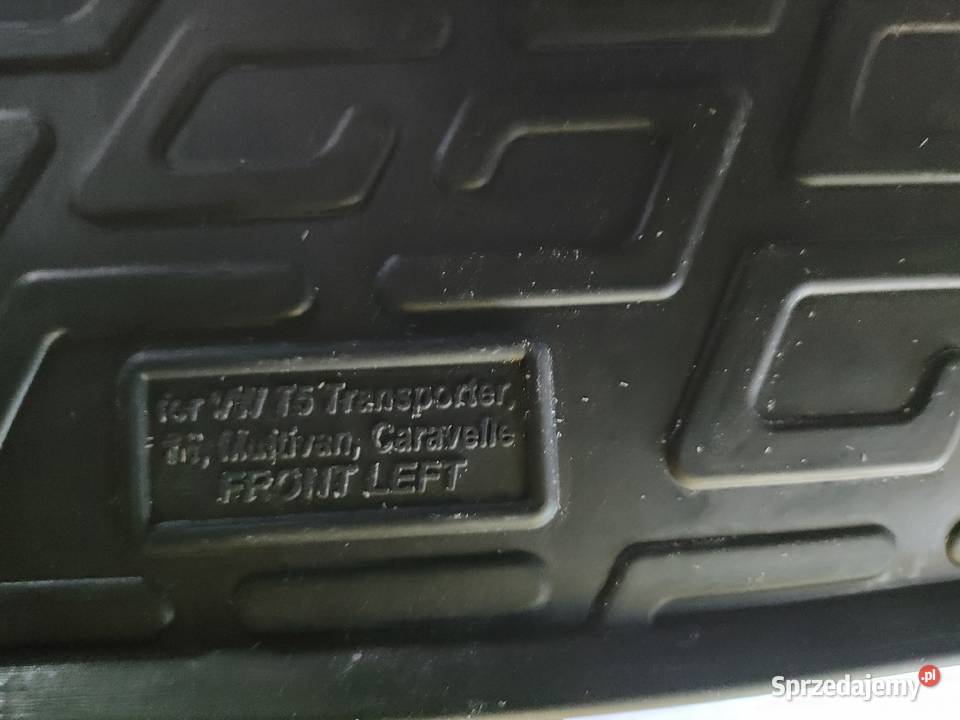 for VW T5 Transporter,
Multivan, Caravelle
FRONT LEFT
Sprzedajemy.pl